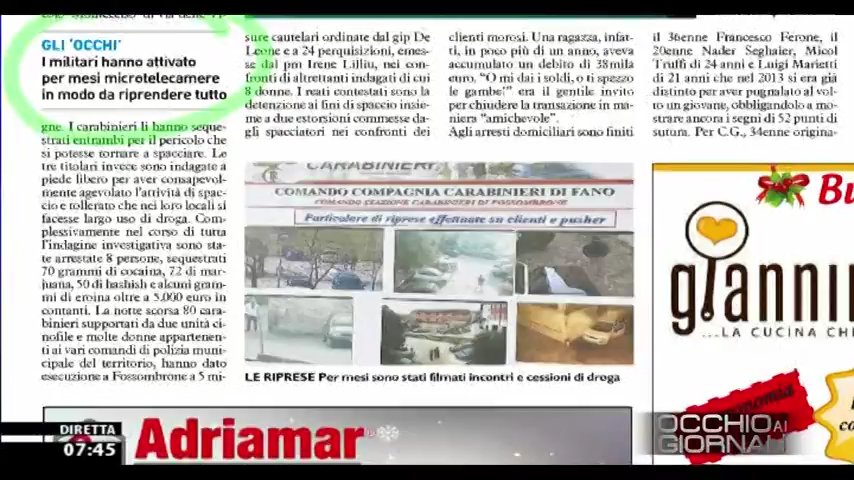 GLI 'OCCHI'
I militari hanno attivato
per mesi microtelecamere
in modo da riprendere tutto
gne. I carabinieri li hanno seque-
strati entrambi per il pericolo che
si potesse tornare a spacciare. Le
tre titolari invece sono indagate a
piede libero per aver consapevol-
mente agevolato l'attività di spac-
cio e tollerato che nei loro locali si
facesse largo uso di droga. Com-
plessivamente nel corso di tutta
l'indagine investigativa sono sta-
te arrestate 8 persone, sequestrati
70 grammi di cocaina, 72 di mar-
juana, 50 di hashish e alcuni gram-
mi di eroina oltre a 5.000 euro in
contanti. La notte scorsa 80 cara-
binieri supportati da due unità ci-
nofile e molte donne appartenen-
ti ai vari comandi di polizia muni-
cipale del territorio, hanno dato
esecuzione a Fossombrone a 5 mi-
sure cautelari ordinate dal gip De
Leone e a 24 perquisizioni, emes-
se dal pm Irene Lilliu, nei con-
fronti di altrettanti indagati di cui
8 donne. I reati contestati sono la
detenzione ai fini di spaccio insie-
me a due estorsioni commesse da-
gli spacciatori nei confronti dei
clienti morosi. Una ragazza, infat-
ti, in poco più di un anno, aveva
accumulato un debito di 38mila
euro. "O mi dai i soldi, o ti spezzo
le gambe!" era il gentile invito
per chiudere la transazione in ma-
niera "amichevole".
Agli arresti domiciliari sono finiti
il 36enne Francesco Ferone, il
20enne Nader Seghaier, Micol
Truffi di 24 anni e Luigi Marietti
di 21 anni che nel 2013 si era già
distinto per aver pugnalato al vol-
to un giovane, obbligandolo a mo-
strare ancora i segni di 52 punti di
sutura. Per C.G., 34enne origina-
CARABINIERI
COMANDO COMPAGNIA CARABINIERI DI FANO
COMANDO STAZIONE CARABINIERI DI FOSSOMBRONE
Particolare di riprese effettuate su clienti e pusher
LE RIPRESE Per mesi sono stati filmati incontri e cessioni di droga
Bu
giannin
...LA CUCINA CHE
Adriamar
DIRETTA
07:45
OCCHIO AI
GIORNALI